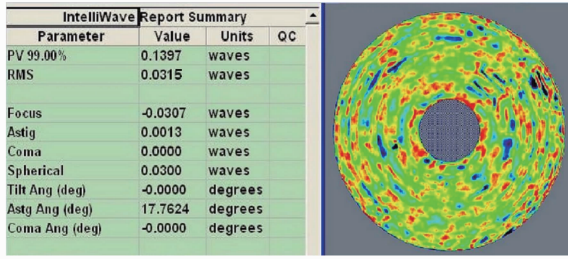 IntelliWave Report Summary
Parameter Value Units QC
PV 99.00% 0.1397 waves
RMS 0.0315 waves
Focus -0.0307 waves
Astig 0.0013 waves
Coma 0.0000 waves
Spherical 0.0300 waves
Tilt Ang (deg) -0.0000 degrees
Astg Ang (deg) 17.7624 degrees
Coma Ang (deg) -0.0000 degrees